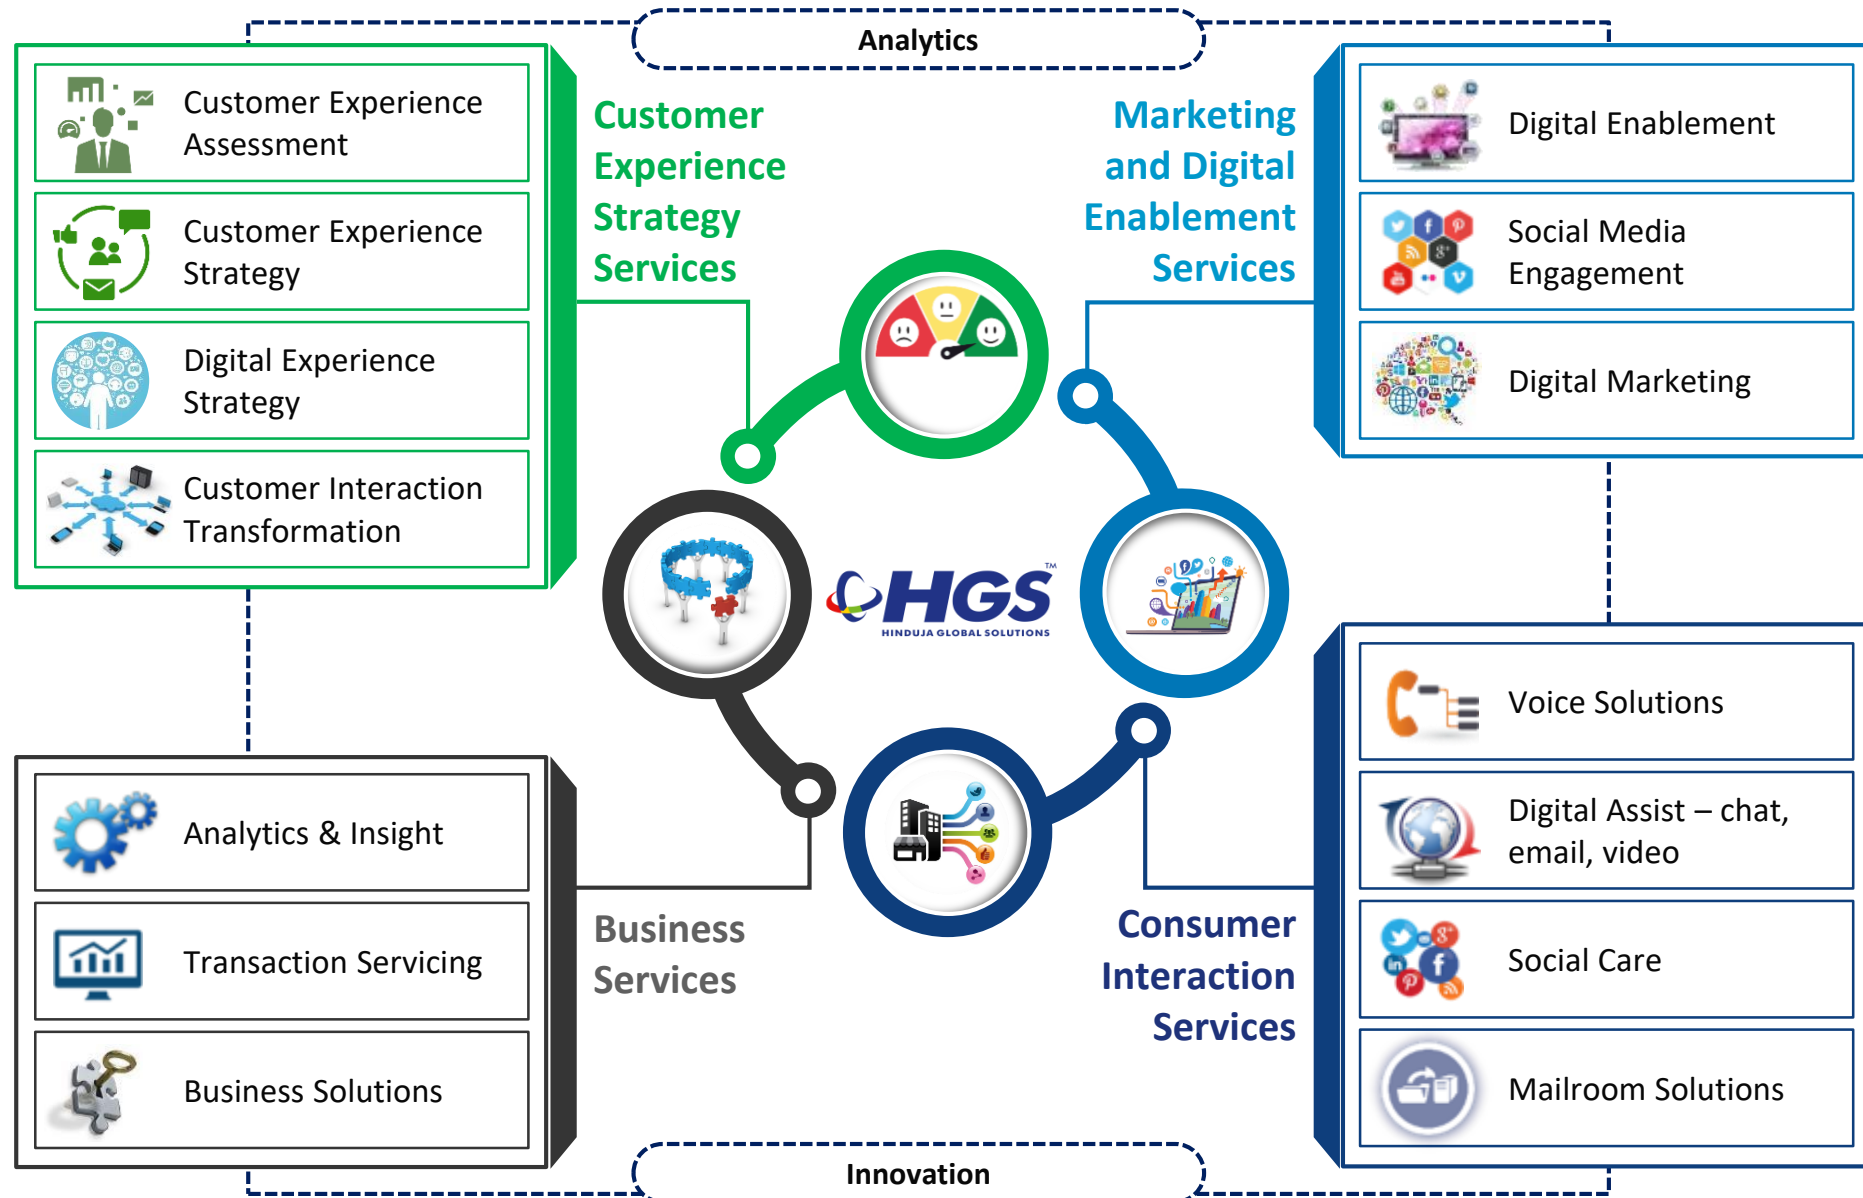 Analytics
Customer Experience
Assessment
Customer Experience
Strategy
Digital Experience
Strategy
Customer Interaction
Transformation
Customer
Experience
Strategy
Services
Marketing
and Digital
Enablement
Services
Digital Enablement
Social Media
Engagement
Digital Marketing
HGS™
HINDUJA GLOBAL SOLUTIONS
Analytics & Insight
Transaction Servicing
Business Solutions
Business
Services
Consumer
Interaction
Services
Voice Solutions
Digital Assist – chat,
email, video
Social Care
Mailroom Solutions
Innovation